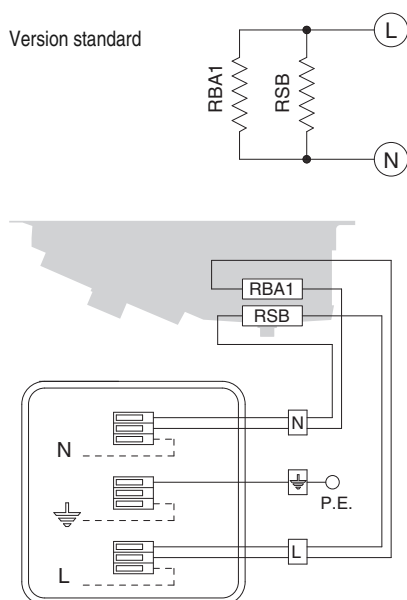 Version standard
L
RBA1
RSB
N
RBA1
RSB
N
N
P.E.
L
L